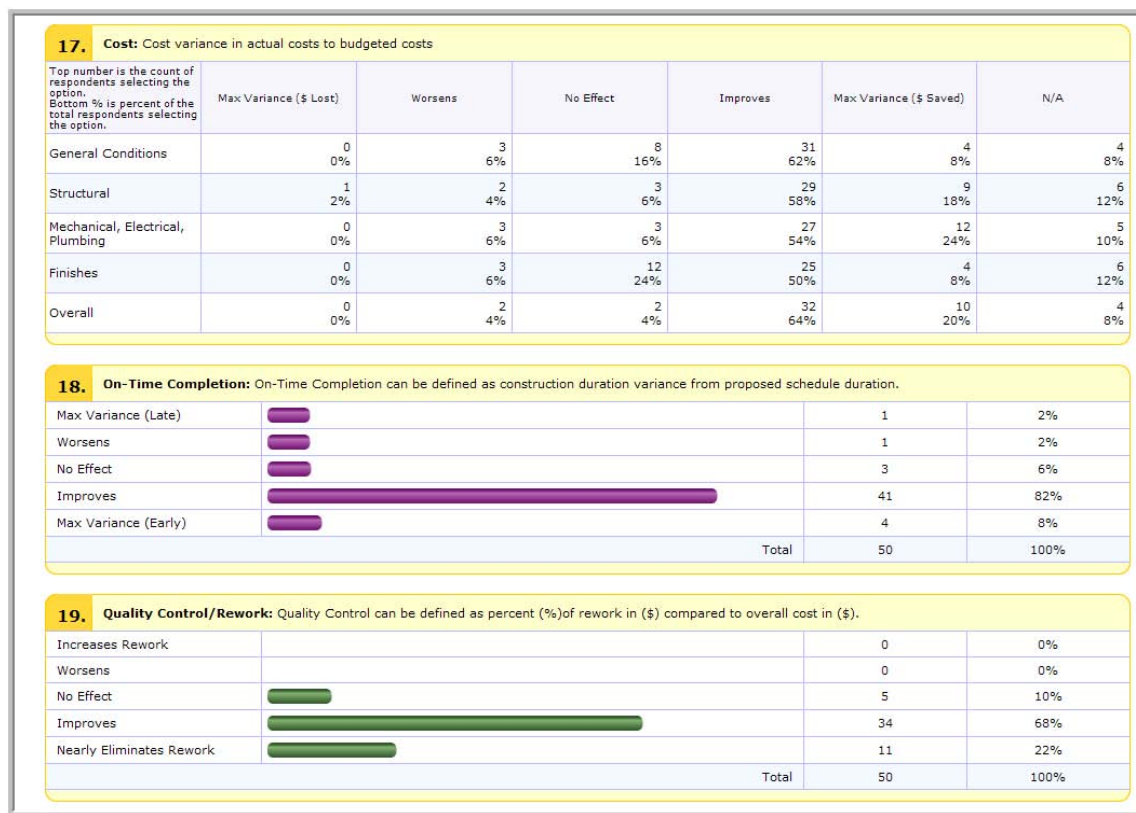 17. Cost: Cost variance in actual costs to budgeted costs
Top number is the count of
respondents selecting the
option.
Bottom % is percent of the
total respondents selecting
the option.
Max Variance ($ Lost) Worsens No Effect Improves Max Variance ($ Saved) N/A
General Conditions 0 3 8 31 4 4
0% 6% 16% 62% 8% 8%
Structural 1 2 3 29 9 6
2% 4% 6% 58% 18% 12%
Mechanical, Electrical,
Plumbing 0 3 3 27 12 5
0% 6% 6% 54% 24% 10%
Finishes 0 3 12 25 4 6
0% 6% 24% 50% 8% 12%
Overall 0 2 2 32 10 4
0% 4% 4% 64% 20% 8%
18. On-Time Completion: On-Time Completion can be defined as construction duration variance from proposed schedule duration.
Max Variance (Late) 1 2%
Worsens 1 2%
No Effect 3 6%
Improves 41 82%
Max Variance (Early) 4 8%
Total 50 100%
19. Quality Control/Rework: Quality Control can be defined as percent (%)of rework in ($) compared to overall cost in ($).
Increases Rework 0 0%
Worsens 0 0%
No Effect 5 10%
Improves 34 68%
Nearly Eliminates Rework 11 22%
Total 50 100%